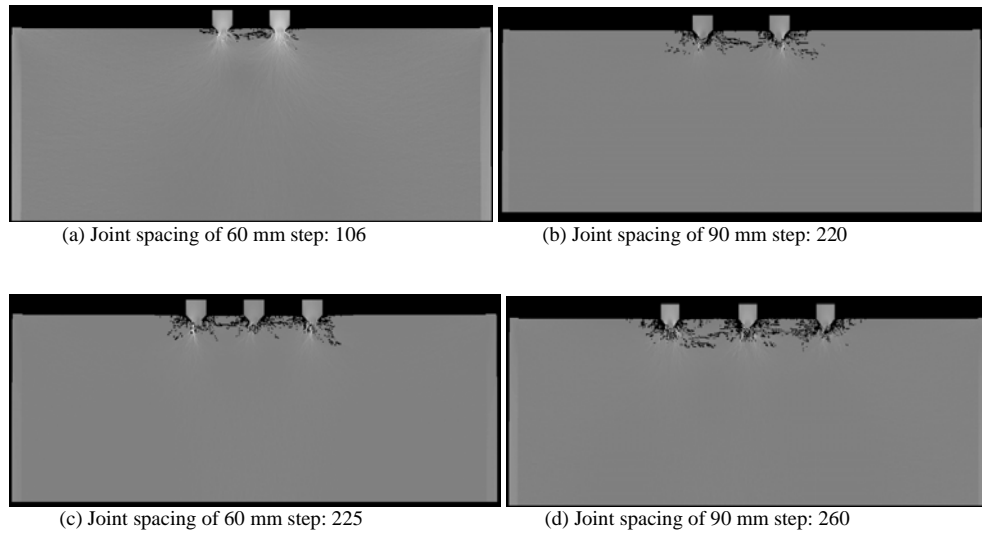 (a) Joint spacing of 60 mm step: 106
(b) Joint spacing of 90 mm step: 220
(c) Joint spacing of 60 mm step: 225
(d) Joint spacing of 90 mm step: 260